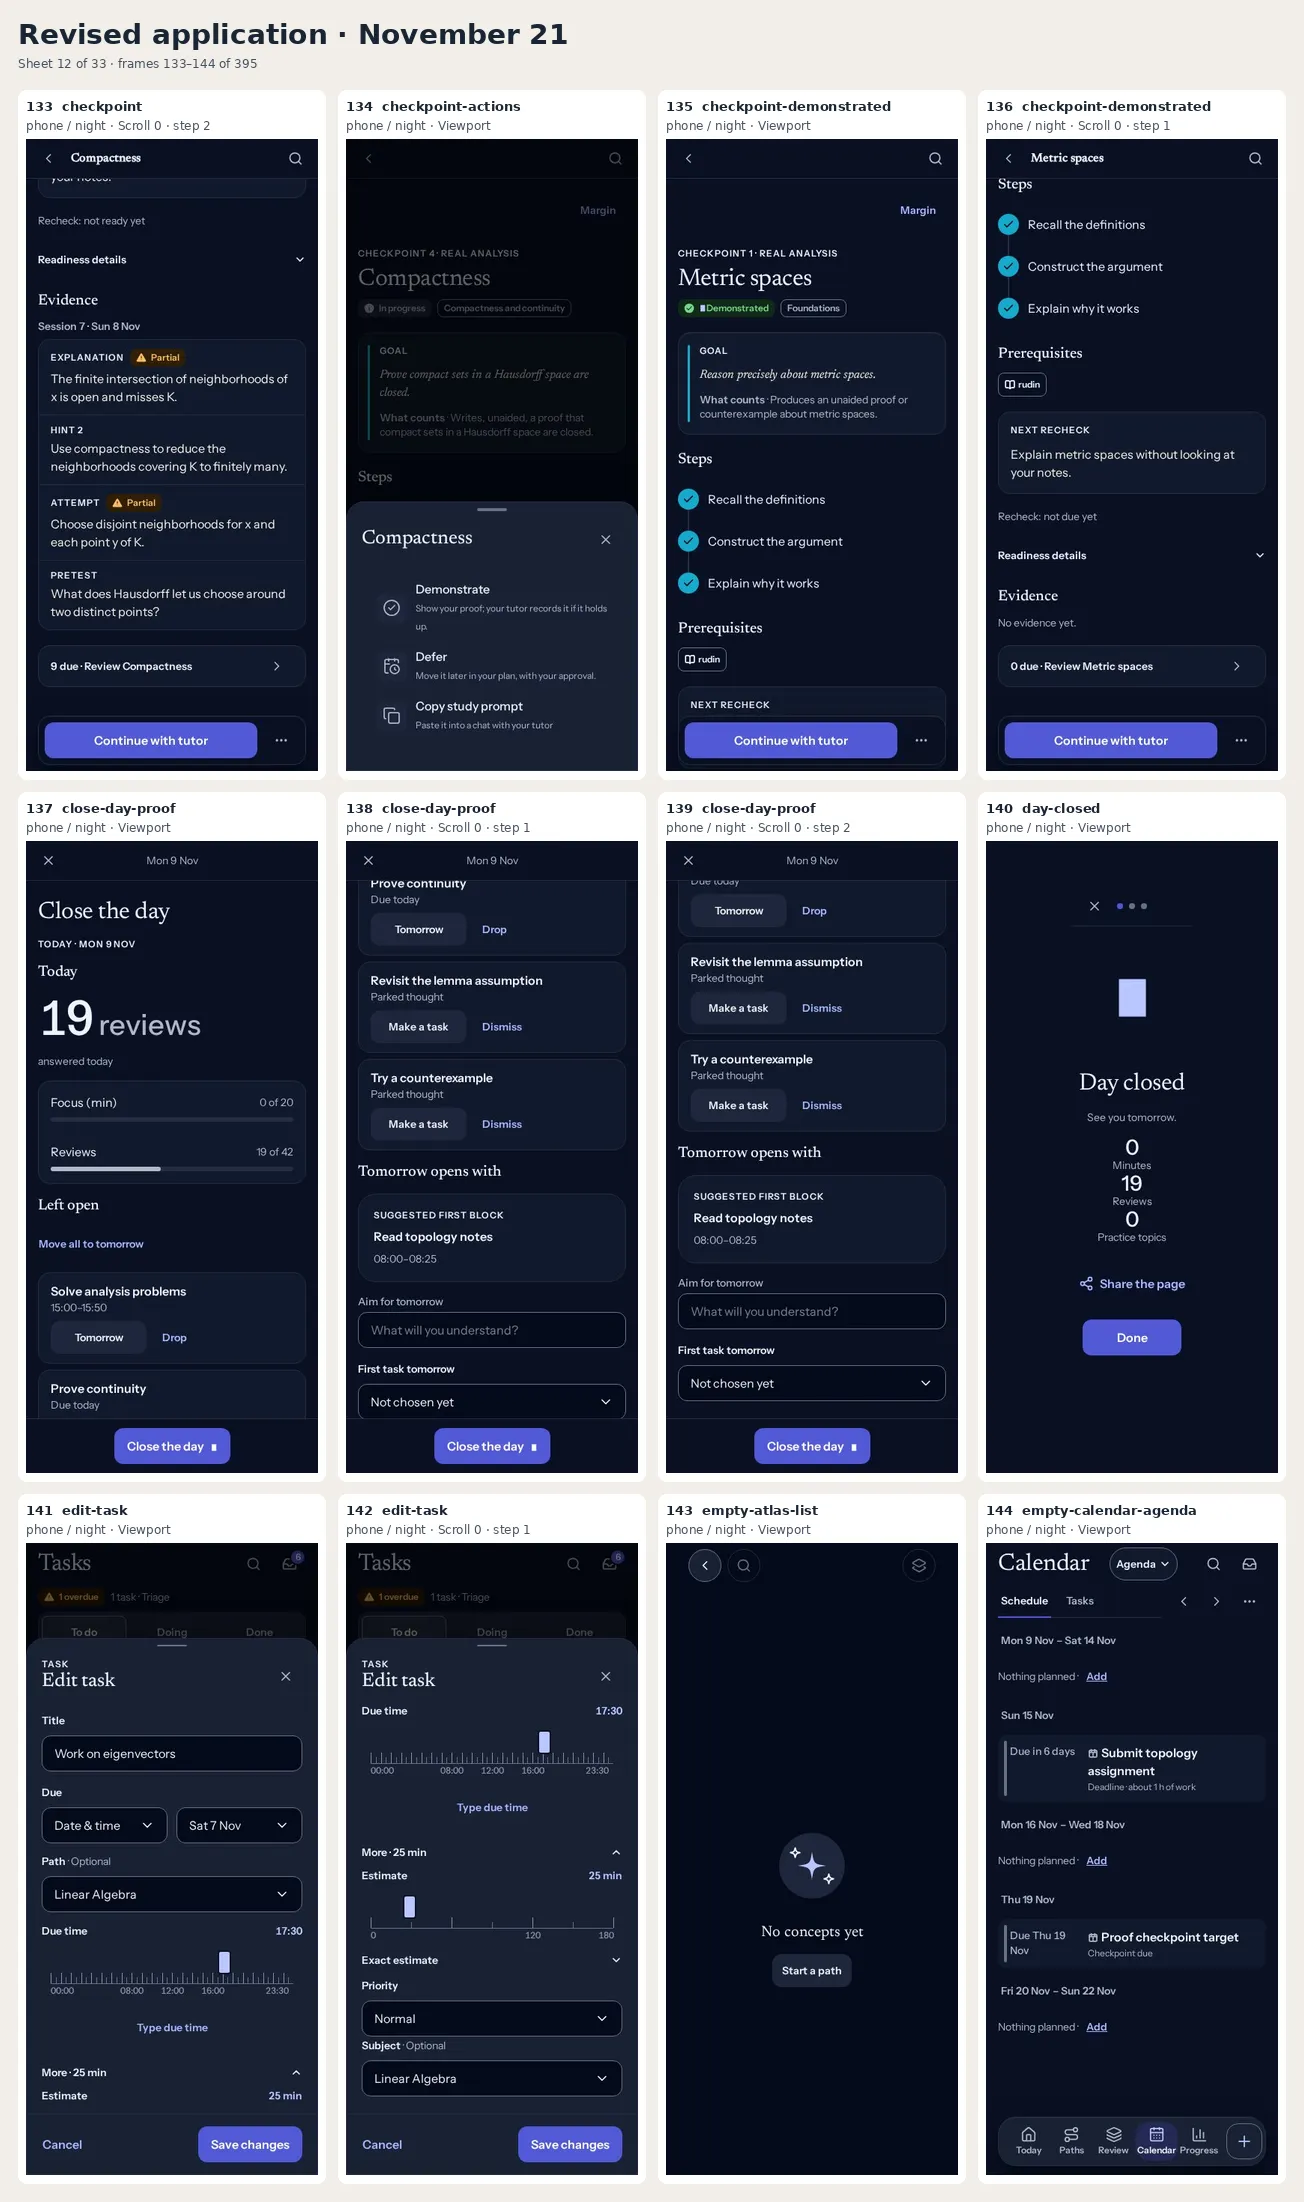 Revised application · November 21
Sheet 12 of 33 · frames 133–144 of 395
133 checkpoint
phone / night · Scroll 0 · step 2
Compactness
your notes.
Recheck: not ready yet
Readiness details
Evidence
Session 7 · Sun 8 Nov
EXPLANATION Partial
The finite intersection of neighborhoods of
x is open and misses K.
HINT 2
Use compactness to reduce the
neighborhoods covering K to finitely many.
ATTEMPT Partial
Choose disjoint neighborhoods for x and
each point y of K.
PRETEST
What does Hausdorff let us choose around
two distinct points?
9 due · Review Compactness
Continue with tutor
134 checkpoint-actions
phone / night · Viewport
Margin
CHECKPOINT 4 · REAL ANALYSIS
Compactness
In progress Compactness and continuity
GOAL
Prove compact sets in a Hausdorff space are
closed.
What counts · Writes, unaided, a proof that
compact sets in a Hausdorff space are closed.
Steps
Compactness
Demonstrate
Show your proof; your tutor records it if it holds
up.
Defer
Move it later in your plan, with your approval.
Copy study prompt
Paste it into a chat with your tutor
135 checkpoint-demonstrated
phone / night · Viewport
Margin
CHECKPOINT 1 · REAL ANALYSIS
Metric spaces
Demonstrated Foundations
GOAL
Reason precisely about metric spaces.
What counts · Produces an unaided proof or
counterexample about metric spaces.
Steps
Recall the definitions
Construct the argument
Explain why it works
Prerequisites
rudin
NEXT RECHECK
Continue with tutor
136 checkpoint-demonstrated
phone / night · Scroll 0 · step 1
Metric spaces
Steps
Recall the definitions
Construct the argument
Explain why it works
Prerequisites
rudin
NEXT RECHECK
Explain metric spaces without looking at
your notes.
Recheck: not due yet
Readiness details
Evidence
No evidence yet.
0 due · Review Metric spaces
Continue with tutor
137 close-day-proof
phone / night · Viewport
Mon 9 Nov
Close the day
TODAY · MON 9 NOV
Today
19 reviews
answered today
Focus (min) 0 of 20
Reviews 19 of 42
Left open
Move all to tomorrow
Solve analysis problems
15:00–15:50
Tomorrow Drop
Prove continuity
Due today
Close the day
138 close-day-proof
phone / night · Scroll 0 · step 1
Mon 9 Nov
Prove continuity
Due today
Tomorrow Drop
Revisit the lemma assumption
Parked thought
Make a task Dismiss
Try a counterexample
Parked thought
Make a task Dismiss
Tomorrow opens with
SUGGESTED FIRST BLOCK
Read topology notes
08:00–08:25
Aim for tomorrow
What will you understand?
First task tomorrow
Not chosen yet
Close the day
139 close-day-proof
phone / night · Scroll 0 · step 2
Mon 9 Nov
Due today
Tomorrow Drop
Revisit the lemma assumption
Parked thought
Make a task Dismiss
Try a counterexample
Parked thought
Make a task Dismiss
Tomorrow opens with
SUGGESTED FIRST BLOCK
Read topology notes
08:00–08:25
Aim for tomorrow
What will you understand?
First task tomorrow
Not chosen yet
Close the day
140 day-closed
phone / night · Viewport
Day closed
See you tomorrow.
0
Minutes
19
Reviews
0
Practice topics
Share the page
Done
141 edit-task
phone / night · Viewport
Tasks 6
1 overdue 1 task · Triage
To do Doing Done
TASK
Edit task
Title
Work on eigenvectors
Due
Date & time Sat 7 Nov
Path · Optional
Linear Algebra
Due time 17:30
00:00 08:00 12:00 16:00 23:30
Type due time
More · 25 min
Estimate 25 min
Cancel Save changes
142 edit-task
phone / night · Scroll 0 · step 1
Tasks 6
1 overdue 1 task · Triage
To do Doing Done
TASK
Edit task
Due time 17:30
00:00 08:00 12:00 16:00 23:30
Type due time
More · 25 min
Estimate 25 min
0 120 180
Exact estimate
Priority
Normal
Subject · Optional
Linear Algebra
Cancel Save changes
143 empty-atlas-list
phone / night · Viewport
No concepts yet
Start a path
144 empty-calendar-agenda
phone / night · Viewport
Calendar Agenda
Schedule Tasks
Mon 9 Nov – Sat 14 Nov
Nothing planned · Add
Sun 15 Nov
Due in 6 days Submit topology
assignment
Deadline · about 1 h of work
Mon 16 Nov – Wed 18 Nov
Nothing planned · Add
Thu 19 Nov
Due Thu 19
Nov
Proof checkpoint target
Checkpoint due
Fri 20 Nov – Sun 22 Nov
Nothing planned · Add
Today Paths Review Calendar Progress